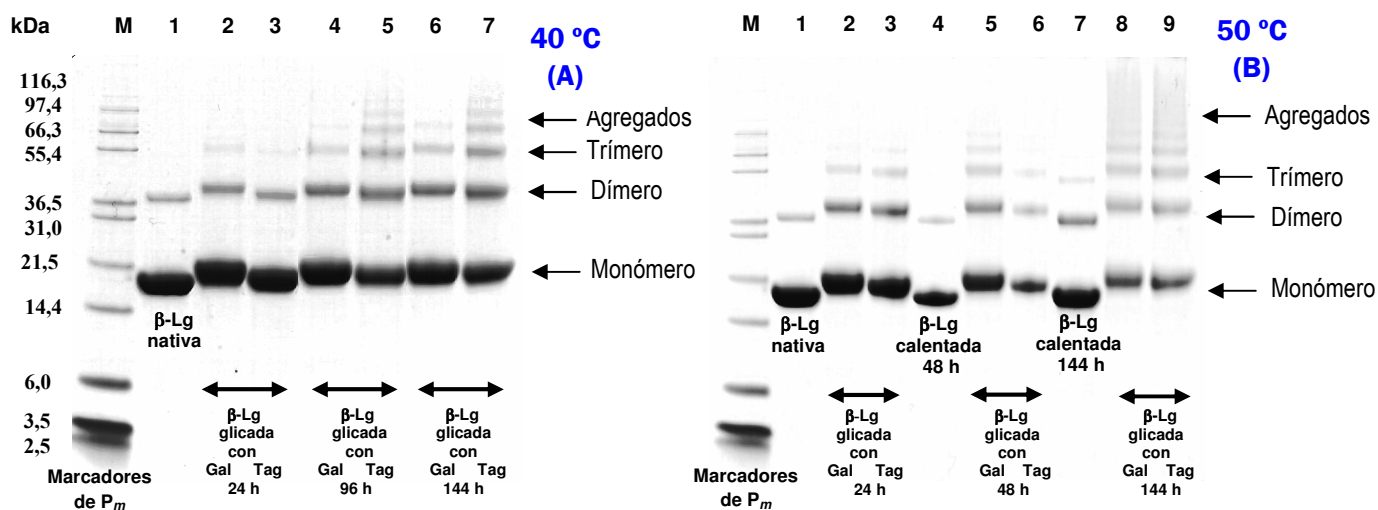 kDa
M 1 2 3 4 5 6 7
40 ºC
(A)
116,3
97,4
66,3
55,4
36,5
31,0
21,5
14,4
6,0
3,5
2,5
Agregados
Trímero
Dímero
Monómero
β-Lg
nativa
β-Lg
glicada
con
Gal Tag
24 h
β-Lg
glicada
con
Gal Tag
96 h
β-Lg
glicada
con
Gal Tag
144 h
Marcadores
de Pm
M 1 2 3 4 5 6 7 8 9
50 ºC
(B)
Agregados
Trímero
Dímero
Monómero
β-Lg
nativa
β-Lg
calentada
48 h
β-Lg
calentada
144 h
β-Lg
glicada
con
Gal Tag
24 h
β-Lg
glicada
con
Gal Tag
48 h
β-Lg
glicada
con
Gal Tag
144 h
Marcadores
de Pm